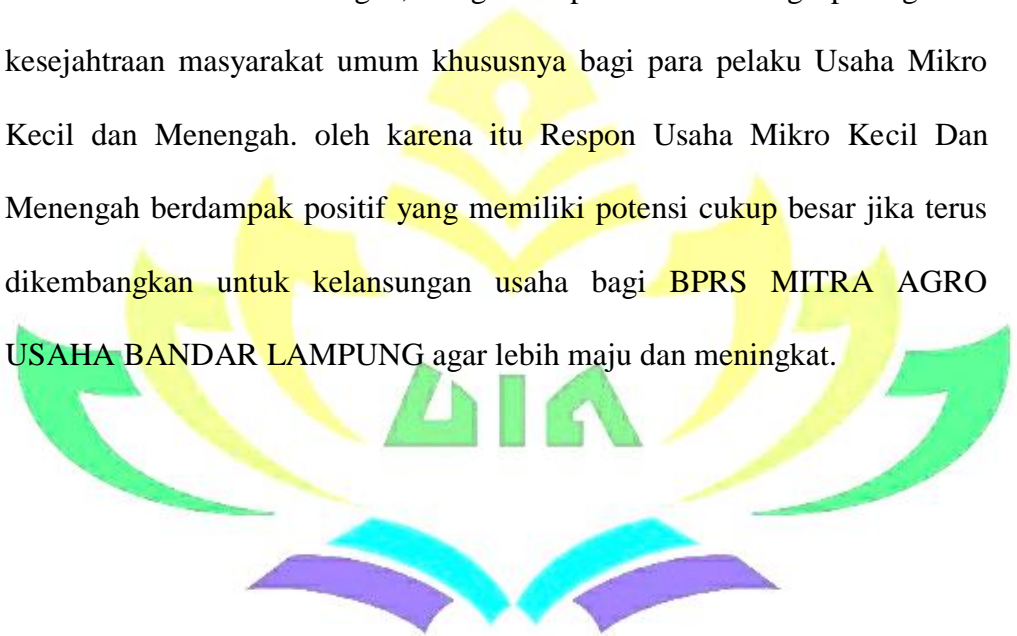 kesejahtraan masyarakat umum khususnya bagi para pelaku Usaha Mikro
Kecil dan Menengah. oleh karena itu Respon Usaha Mikro Kecil Dan
Menengah berdampak positif yang memiliki potensi cukup besar jika terus
dikembangkan untuk kelansungan usaha bagi BPRS MITRA AGRO
USAHA BANDAR LAMPUNG agar lebih maju dan meningkat.
UIN